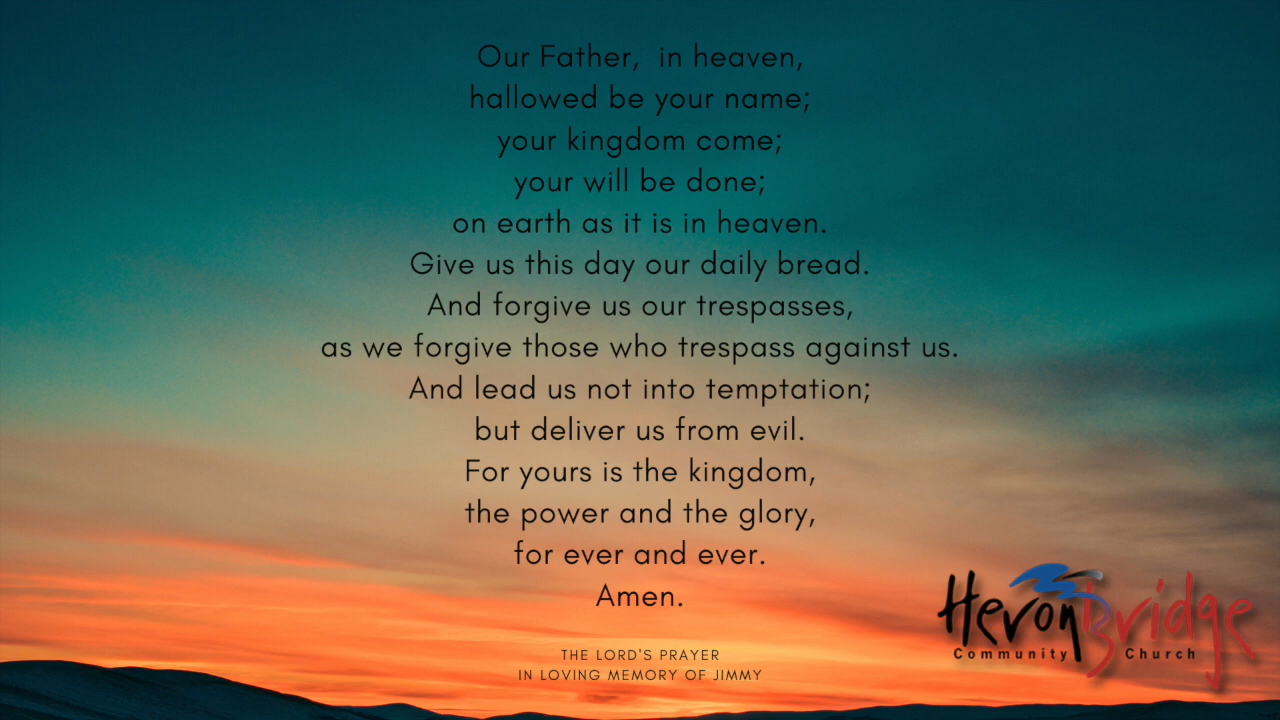 Our Father,  in heaven,
hallowed be your name;
your kingdom come;
your will be done;
on earth as it is in heaven.
Give us this day our daily bread.
And forgive us our trespasses,
as we forgive those who trespass against us.
And lead us not into temptation;
but deliver us from evil.
For yours is the kingdom,
the power and the glory,
for ever and ever.
Amen.
THE LORD'S PRAYER
IN LOVING MEMORY OF JIMMY
HeronBridge
Community Church